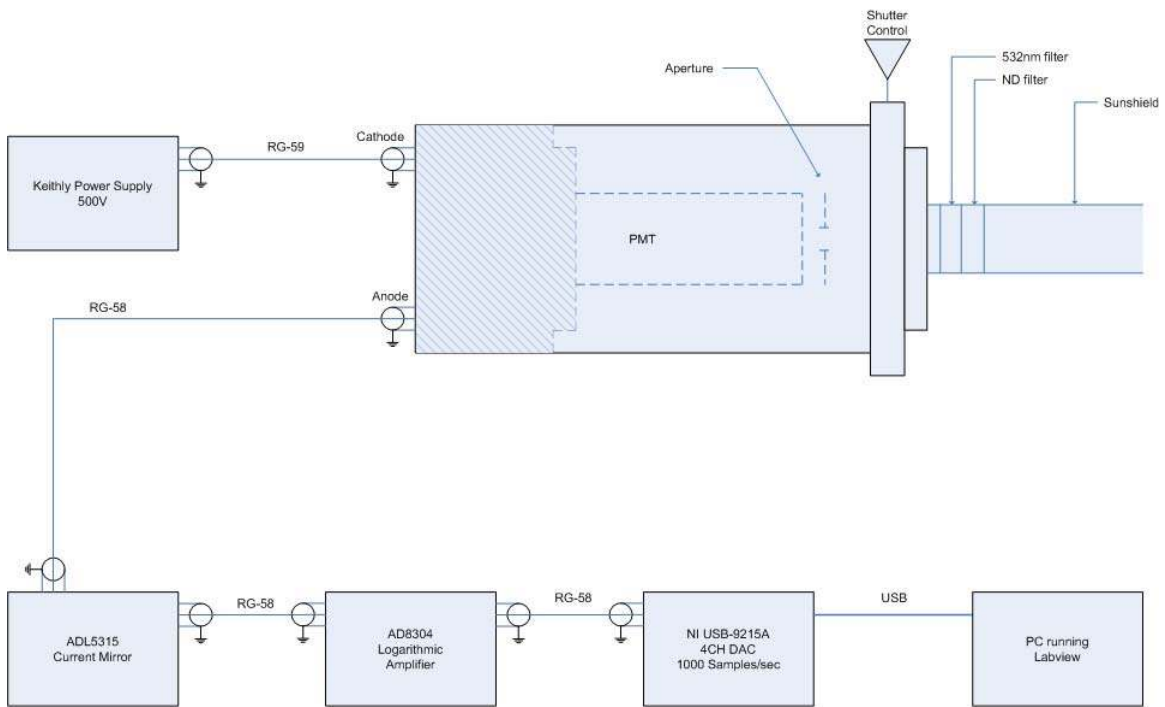 Shutter
Control
532nm filter
ND filter
Aperture
Sunshield
Cathode
RG-59
Keithly Power Supply
500V
PMT
Anode
RG-58
RG-58
RG-58
USB
ADL5315
Current Mirror
AD8304
Logarithmic
Amplifier
NI USB-9215A
4CH DAC
1000 Samples/sec
PC running
Labview